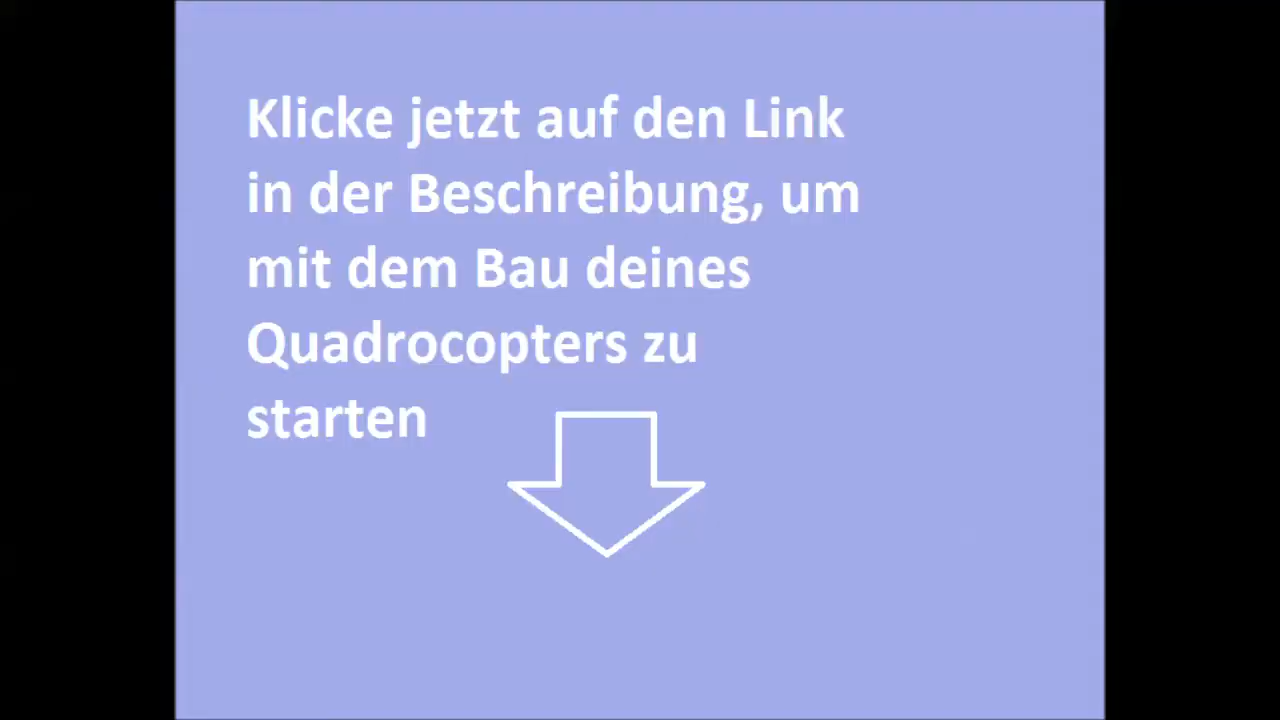 Klicke jetzt auf den Link
in der Beschreibung, um
mit dem Bau deines
Quadrocopters zu
starten